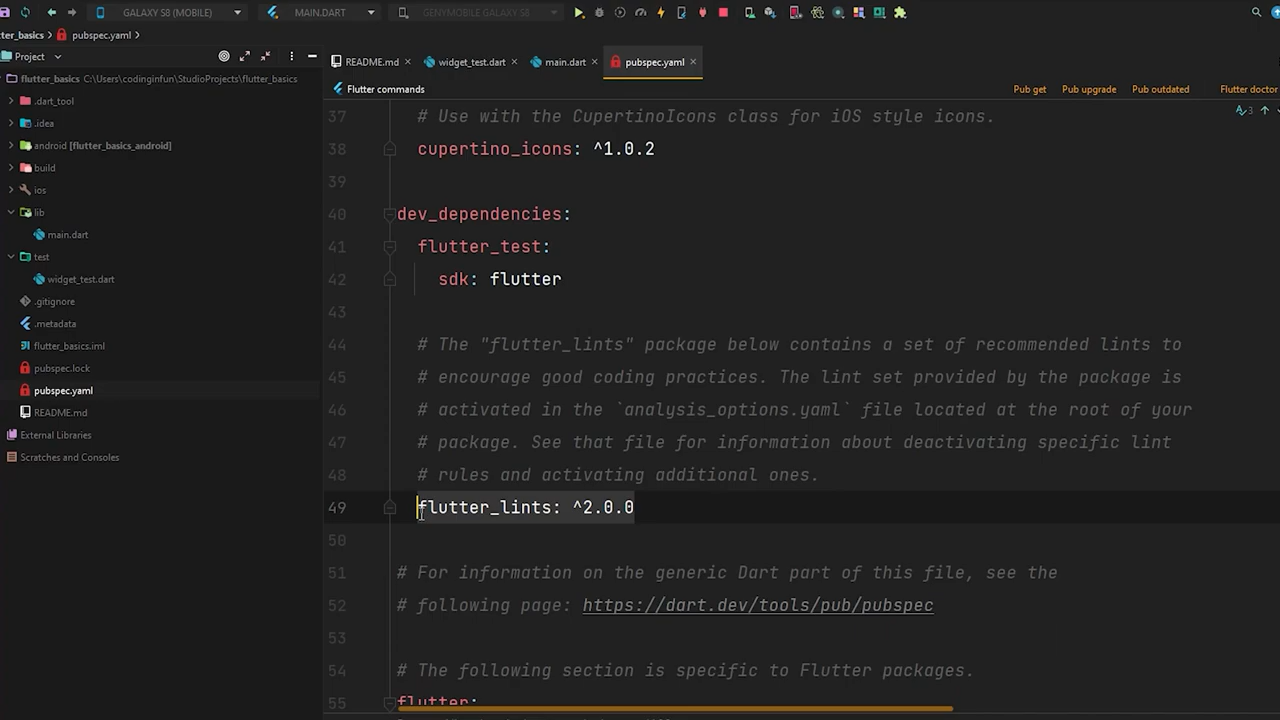 GALAXY S8 (MOBILE)
MAIN.DART
GENYMOBILE GALAXY S8
tter_basics
pubspec.yaml
Project
README.md
widget_test.dart
main.dart
pubspec.yaml
flutter_basics C:\Users\codinginfun\StudioProjects\flutter_basics
Flutter commands
Pub get
Pub upgrade
Pub outdated
Flutter doctor
3
.dart_tool
.idea
android [flutter_basics_android]
build
ios
lib
main.dart
test
widget_test.dart
.gitignore
.metadata
flutter_basics.iml
pubspec.lock
pubspec.yaml
README.md
External Libraries
Scratches and Consoles
37 # Use with the CupertinoIcons class for iOS style icons.
38 cupertino_icons: ^1.0.2
39
40 dev_dependencies:
41 flutter_test:
42 sdk: flutter
43
44 # The "flutter_lints" package below contains a set of recommended lints to
45 # encourage good coding practices. The lint set provided by the package is
46 # activated in the `analysis_options.yaml` file located at the root of your
47 # package. See that file for information about deactivating specific lint
48 # rules and activating additional ones.
49 flutter_lints: ^2.0.0
50
51 # For information on the generic Dart part of this file, see the
52 # following page: https://dart.dev/tools/pub/pubspec
53
54 # The following section is specific to Flutter packages.
55 flutter: